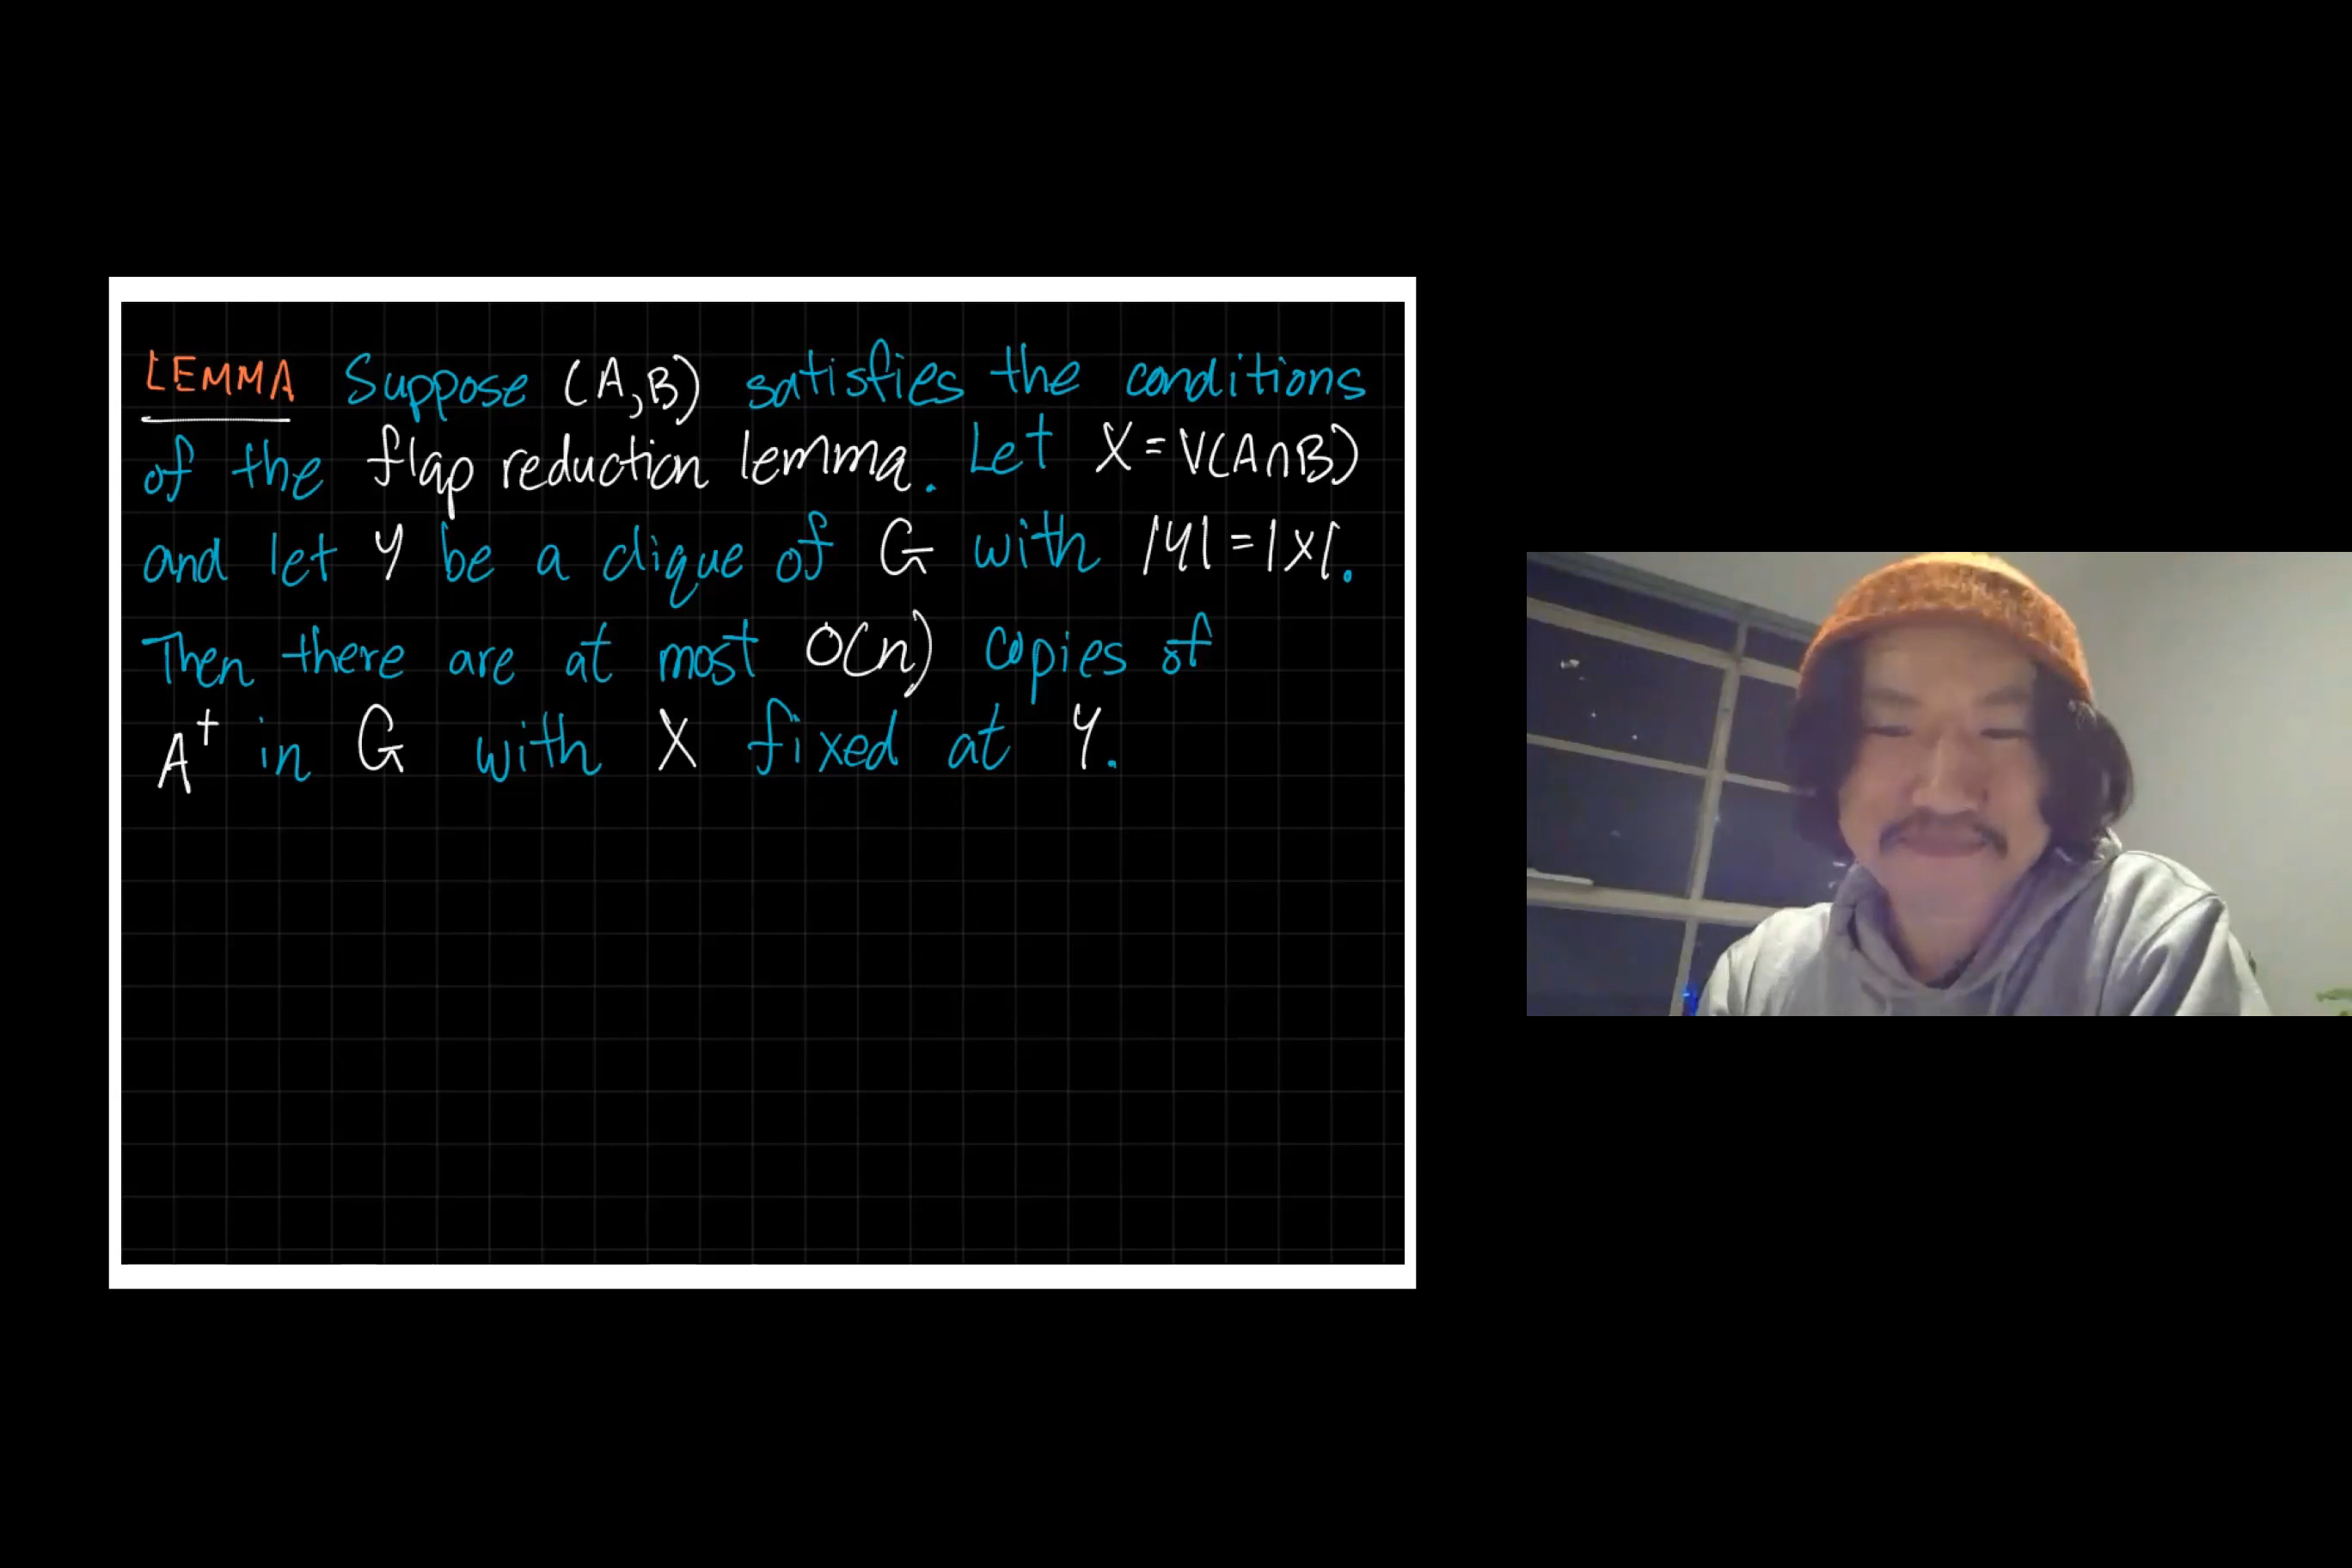 LEMMA Suppose (A,B) satisfies the conditions
of the flap reduction lemma. Let X = V(A∩B)
and let Y be a clique of G with |Y| = |X|.
Then there are at most O(n) copies of
A⁺ in G with X fixed at Y.